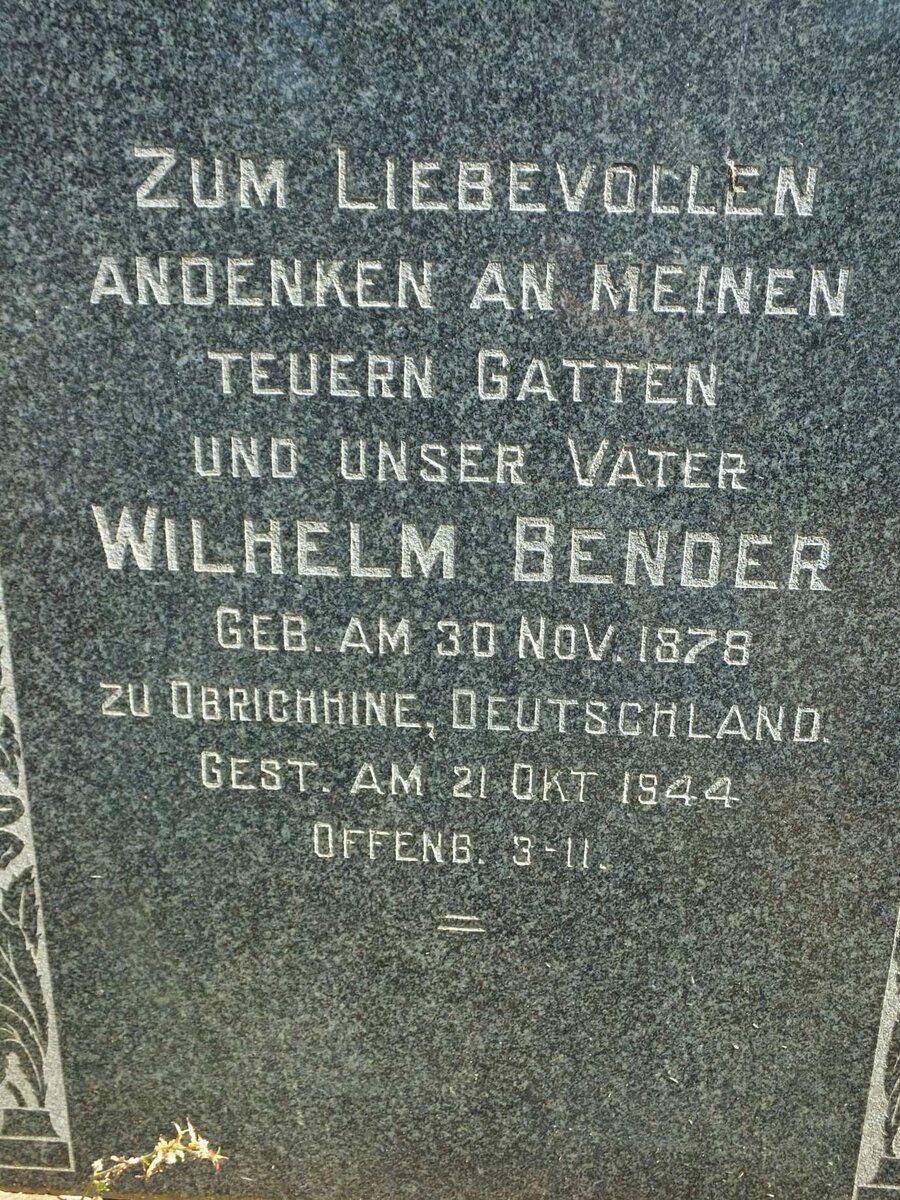 ZUM LIEBEVOLLEN
ANDENKEN AN MEINEN
TEUERN GATTEN
UND UNSER VATER
WILHELM BENDER
GEB. AM 30 NOV. 1878
ZU OBRICHHINE, DEUTSCHLAND.
GEST. AM 21 OKT 1944
OFFENB. 3-11.